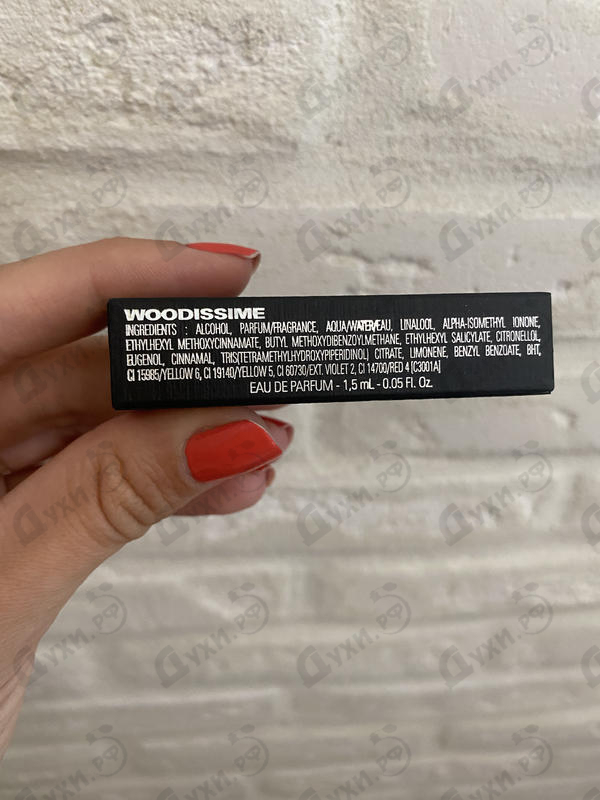 WOODISSIME
INGREDIENTS : ALCOHOL, PARFUM/FRAGRANCE, AQUA/WATER/EAU, LINALOOL, ALPHA-ISOMETHYL IONONE,
ETHYLHEXYL METHOXYCINNAMATE, BUTYL METHOXYDIBENZOYLMETHANE, ETHYLHEXYL SALICYLATE, CITRONELLOL,
EUGENOL, CINNAMAL, TRIS(TETRAMETHYLHYDROXYPIPERIDINOL) CITRATE, LIMONENE, BENZYL BENZOATE, BHT,
CI 15985/YELLOW 6, CI 19140/YELLOW 5, CI 60730/EXT. VIOLET 2, CI 14700/RED 4 [C3001A]
EAU DE PARFUM - 1,5 mL - 0.05 Fl. Oz.
Духи.РФ